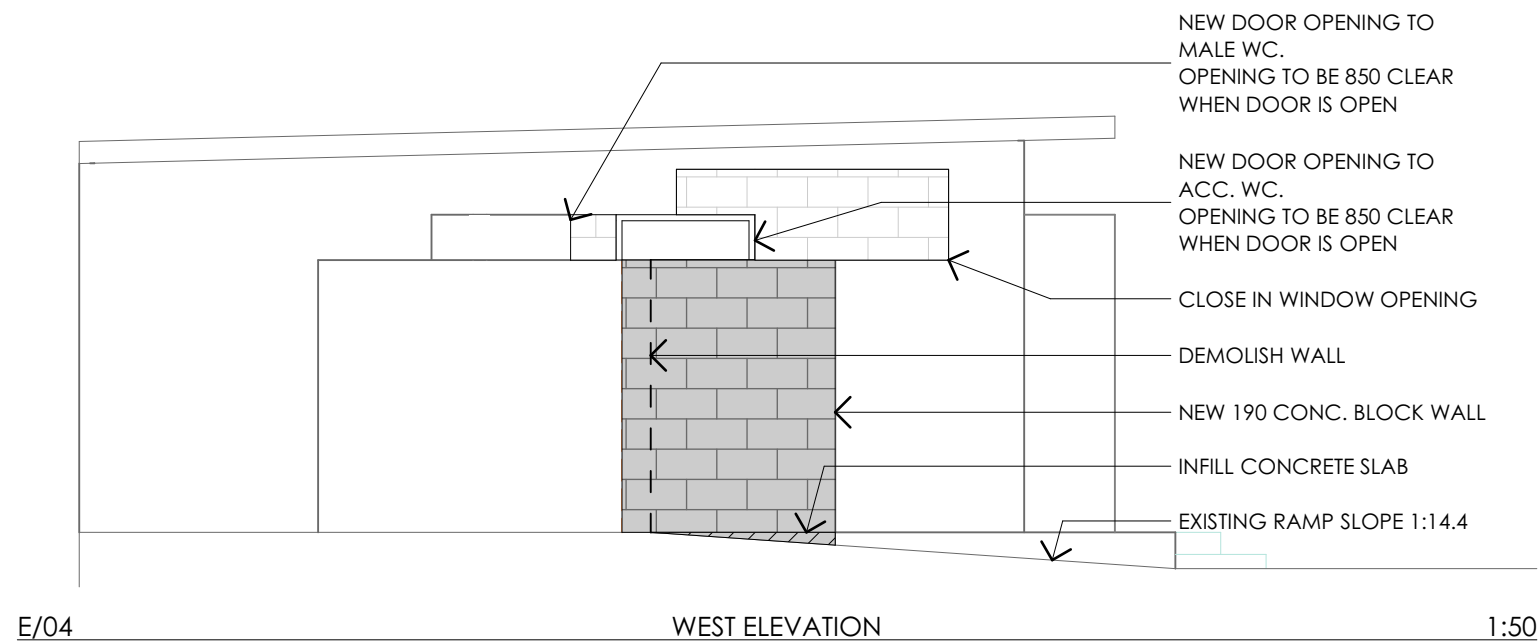 NEW DOOR OPENING TO
MALE WC.
OPENING TO BE 850 CLEAR
WHEN DOOR IS OPEN
NEW DOOR OPENING TO
ACC. WC.
OPENING TO BE 850 CLEAR
WHEN DOOR IS OPEN
CLOSE IN WINDOW OPENING
DEMOLISH WALL
NEW 190 CONC. BLOCK WALL
INFILL CONCRETE SLAB
EXISTING RAMP SLOPE 1:14.4
E/04 WEST ELEVATION 1:50